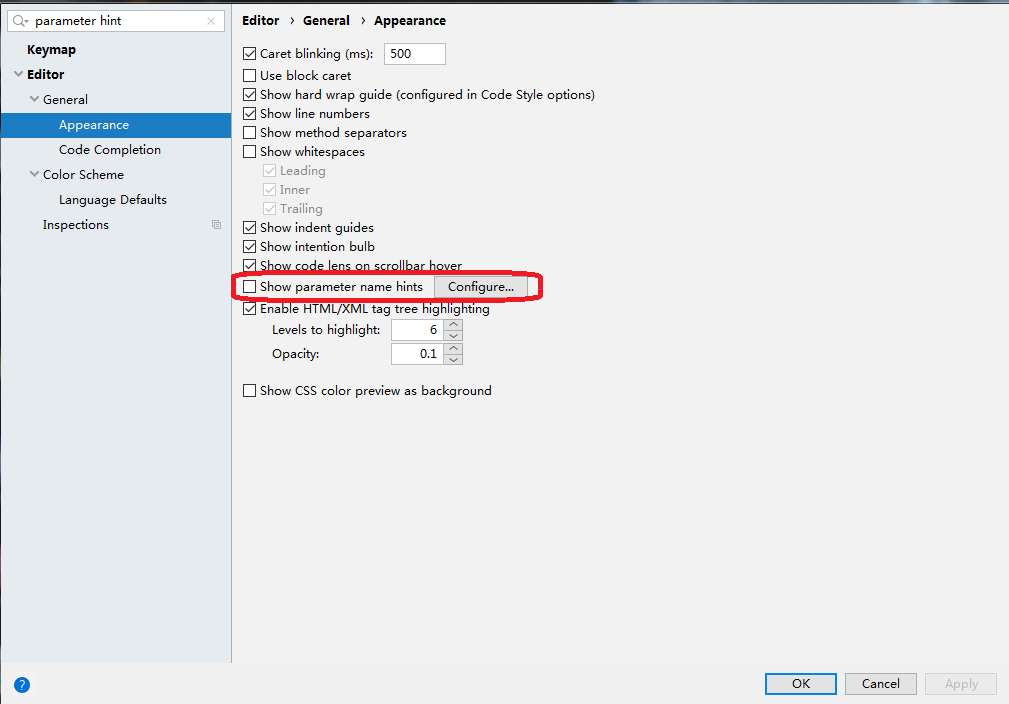 parameter hint
Keymap
Editor
General
Appearance
Code Completion
Color Scheme
Language Defaults
Inspections
Editor › General › Appearance
Caret blinking (ms): 500
Use block caret
Show hard wrap guide (configured in Code Style options)
Show line numbers
Show method separators
Show whitespaces
Leading
Inner
Trailing
Show indent guides
Show intention bulb
Show code lens on scrollbar hover
Show parameter name hints Configure...
Enable HTML/XML tag tree highlighting
Levels to highlight: 6
Opacity: 0.1
Show CSS color preview as background
? OK Cancel Apply